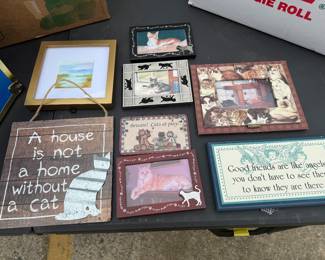 GIE ROLL
A house
is not
a home
without
a cat
Good friends are like angels
you don't have to see them
to know they are there